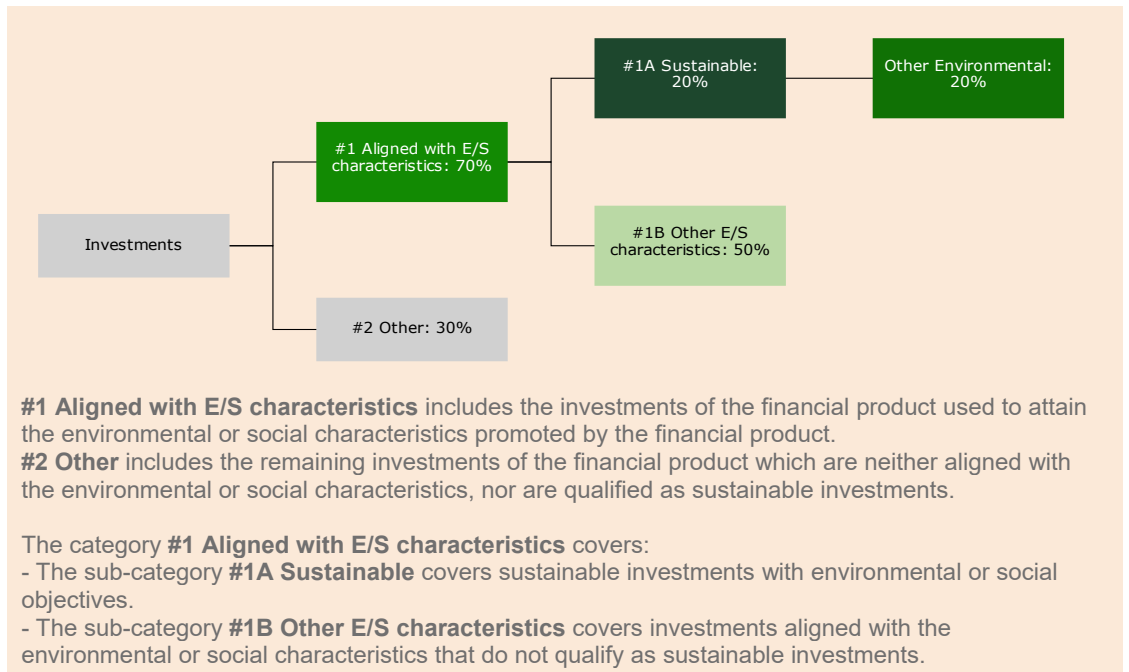 #1A Sustainable:
20%
Other Environmental:
20%
#1 Aligned with E/S
characteristics: 70%
Investments
#1B Other E/S
characteristics: 50%
#2 Other: 30%
#1 Aligned with E/S characteristics includes the investments of the financial product used to attain
the environmental or social characteristics promoted by the financial product.
#2 Other includes the remaining investments of the financial product which are neither aligned with
the environmental or social characteristics, nor are qualified as sustainable investments.
The category #1 Aligned with E/S characteristics covers:
- The sub-category #1A Sustainable covers sustainable investments with environmental or social
objectives.
- The sub-category #1B Other E/S characteristics covers investments aligned with the
environmental or social characteristics that do not qualify as sustainable investments.